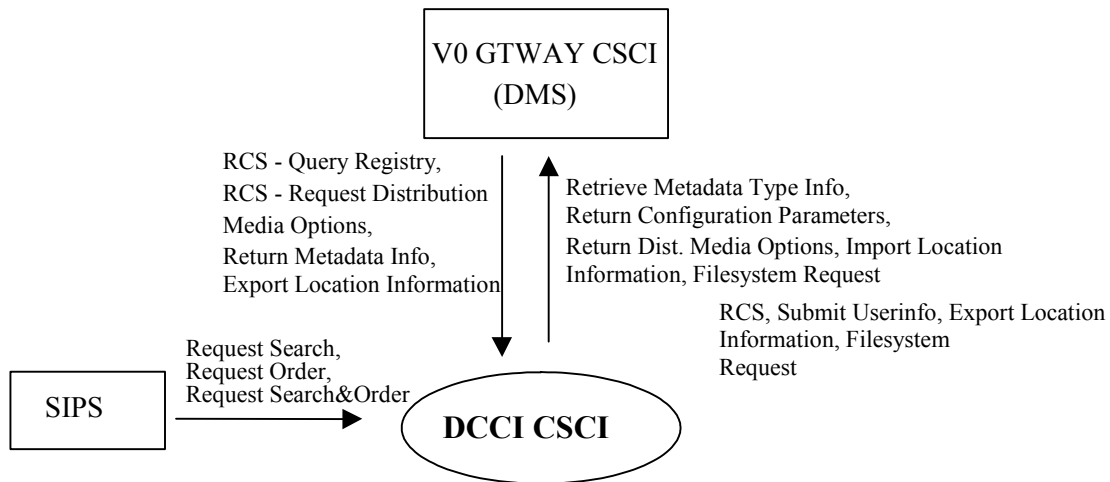 V0 GTWAY CSCI
(DMS)
RCS - Query Registry,
RCS - Request Distribution
Media Options,
Return Metadata Info,
Export Location Information
Retrieve Metadata Type Info,
Return Configuration Parameters,
Return Dist. Media Options, Import Location
Information, Filesystem Request
RCS, Submit Userinfo, Export Location
Information, Filesystem
Request
Request Search,
Request Order,
Request Search&Order
SIPS
DCCI CSCI